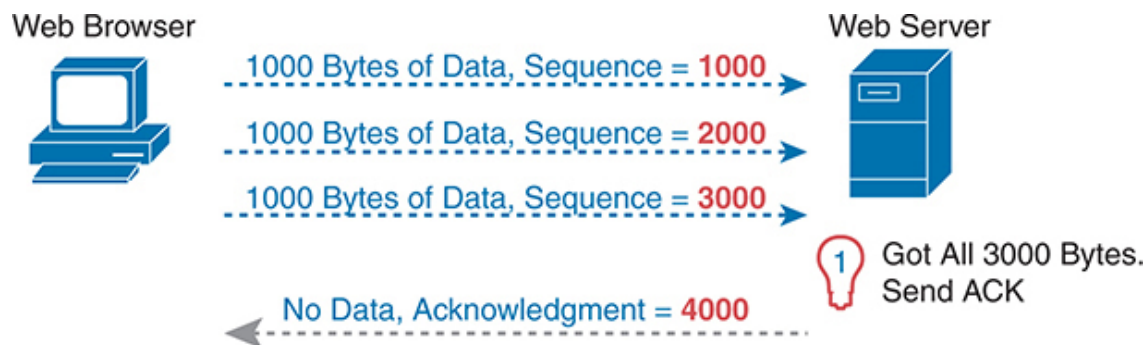 Web Browser
Web Server
1000 Bytes of Data, Sequence = 1000
1000 Bytes of Data, Sequence = 2000
1000 Bytes of Data, Sequence = 3000
1
Got All 3000 Bytes.
Send ACK
No Data, Acknowledgment = 4000